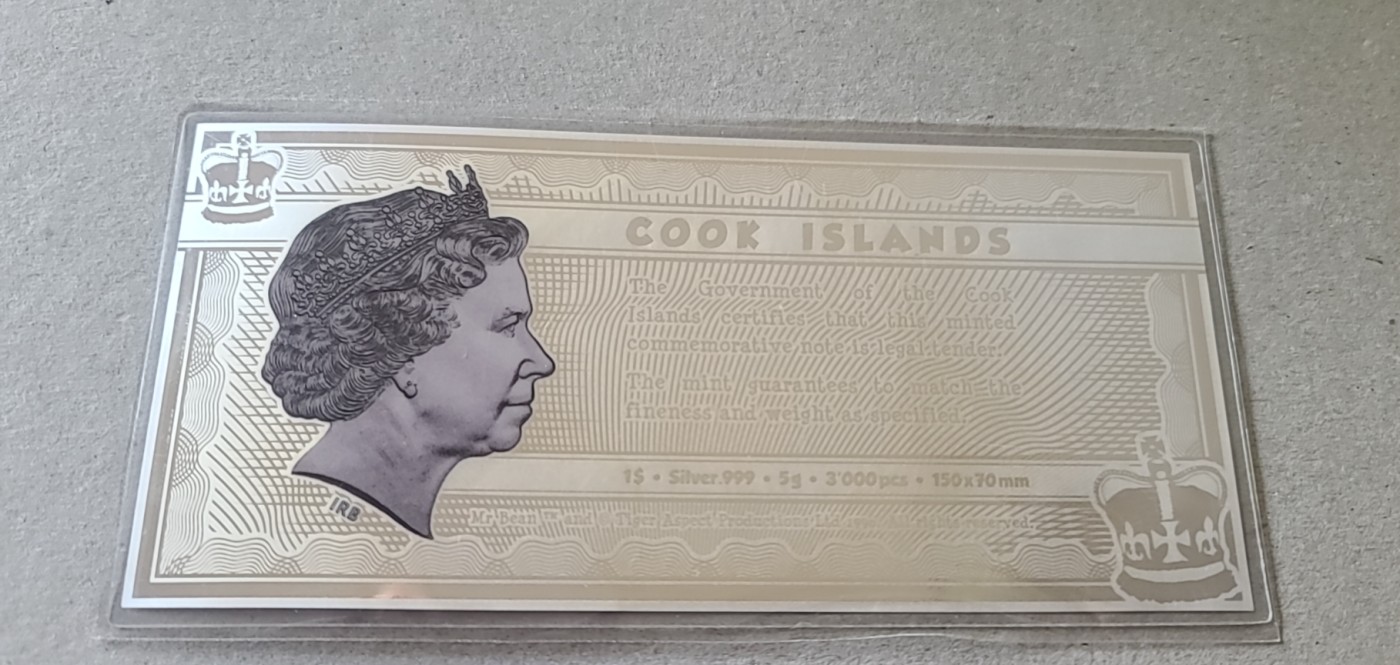 COOK ISLANDS
The Government of the Cook
Islands certifies that this minted
commemorative note is legal tender.
The mint guarantees to match the
fineness and weight as specified.
1$ • Silver.999 • 5g • 3'000pcs • 150x70mm
Mr Bean TM and © Tiger Aspect reserved.
IRB